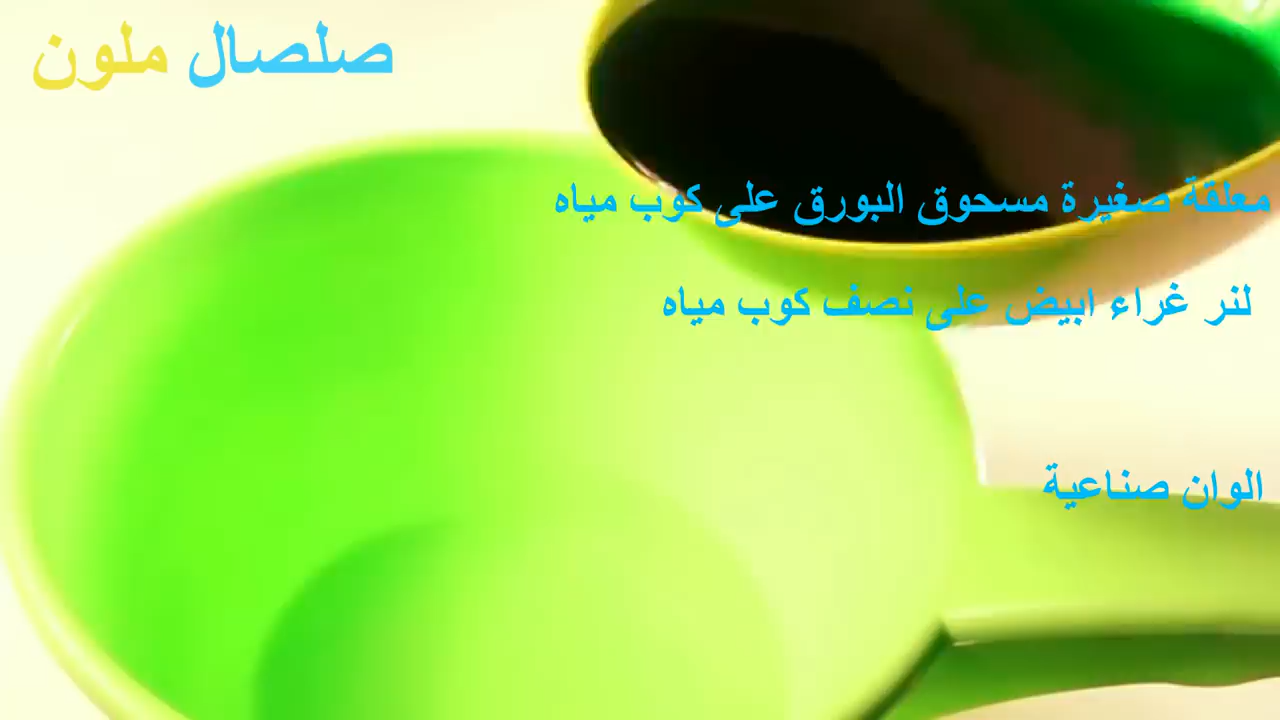 صلصال ملون
معلقة صغيرة مسحوق البورق على كوب مياه
لنر غراء ابيض على نصف كوب مياه
الوان صناعية